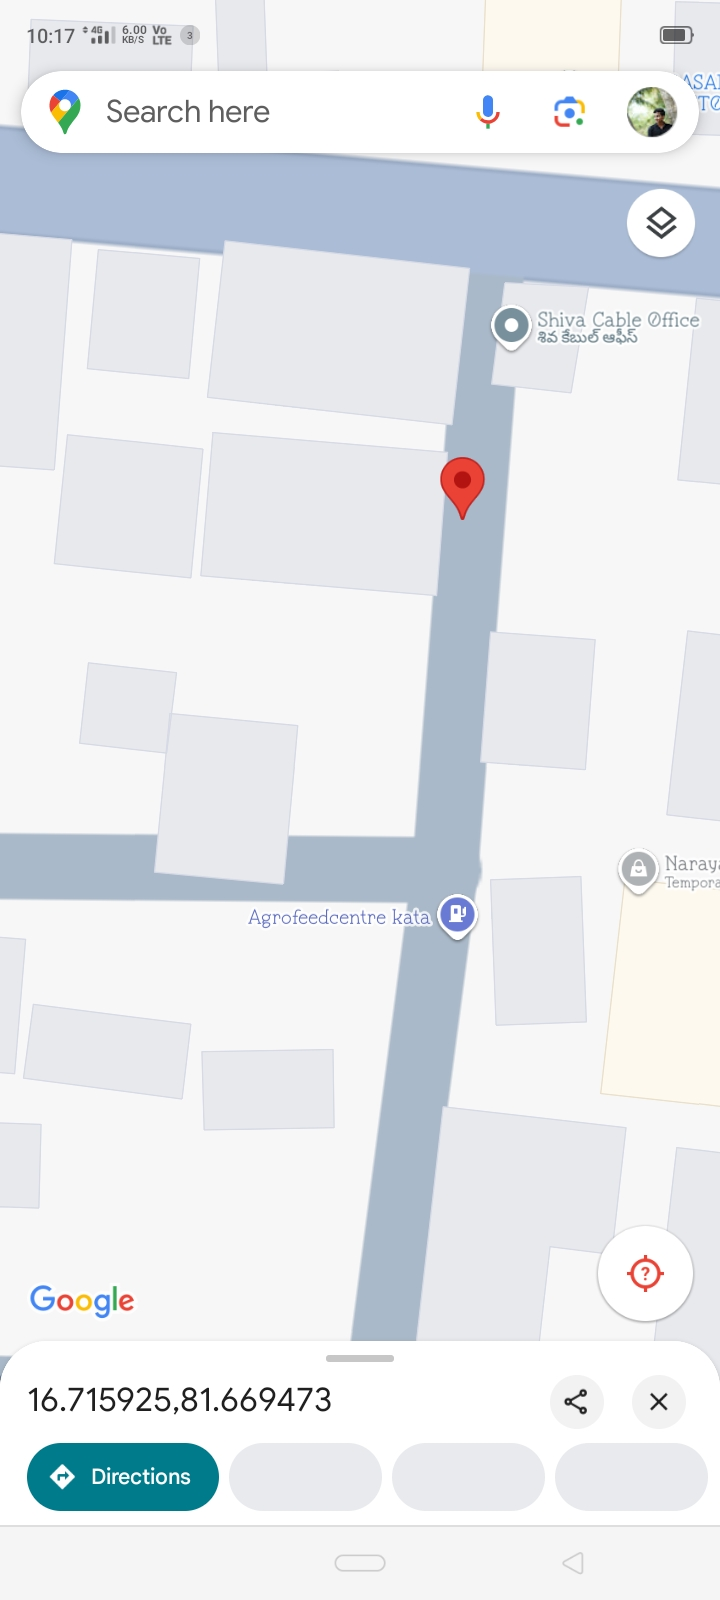 10:17 4G 6.00 KB/S Vo LTE 3
Search here
Shiva Cable Office
శివ కేబుల్ ఆఫీస్
Agrofeedcentre kata
Google
16.715925,81.669473
Directions